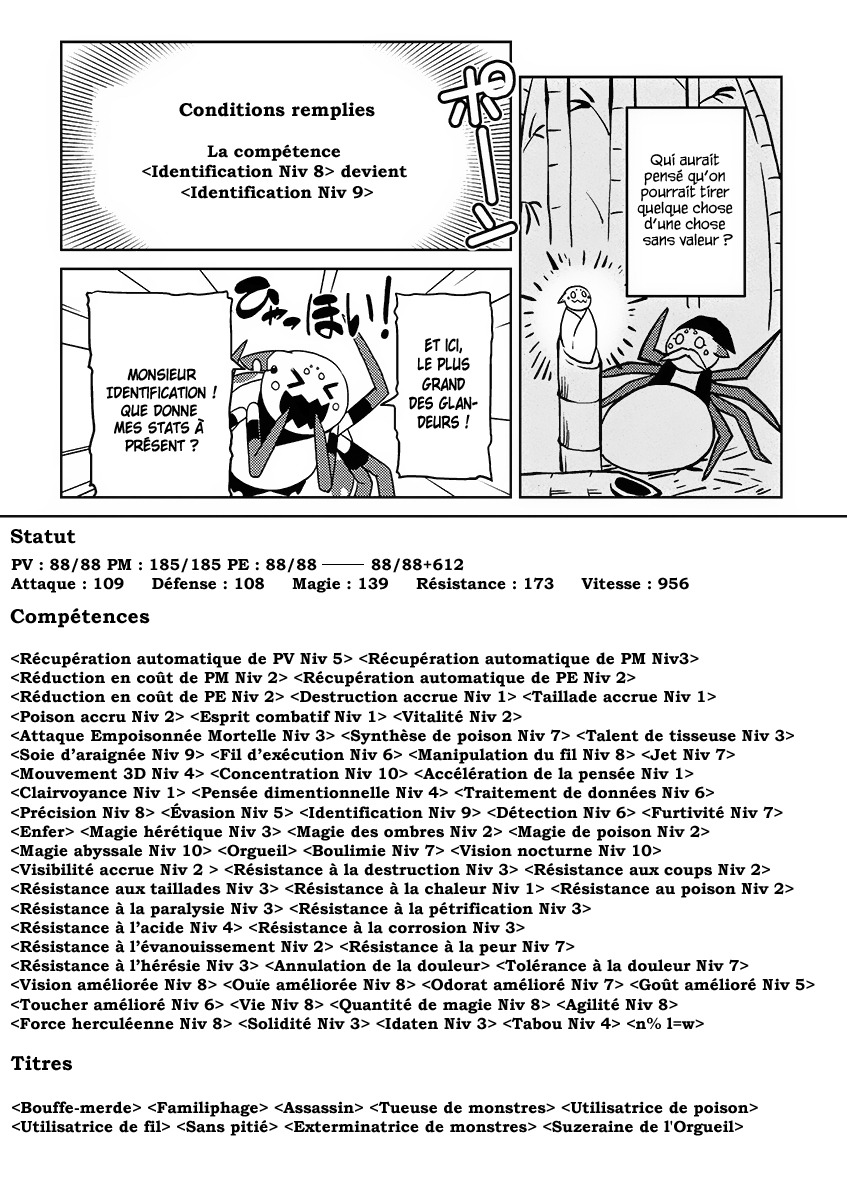 Conditions remplies
La compétence
<Identification Niv 8> devient
<Identification Niv 9>
ポーン
Qui aurait
pensé qu'on
pourrait tirer
quelque chose
d'une chose
sans valeur ?
ひゃっほい!
ET ICI,
LE PLUS
GRAND
DES GLAN-
DEURS !
MONSIEUR
IDENTIFICATION !
QUE DONNE
MES STATS À
PRÉSENT ?
Statut
PV : 88/88 PM : 185/185 PE : 88/88 —— 88/88+612
Attaque : 109 Défense : 108 Magie : 139 Résistance : 173 Vitesse : 956
Compétences
<Récupération automatique de PV Niv 5> <Récupération automatique de PM Niv3>
<Réduction en coût de PM Niv 2> <Récupération automatique de PE Niv 2>
<Réduction en coût de PE Niv 2> <Destruction accrue Niv 1> <Taillade accrue Niv 1>
<Poison accru Niv 2> <Esprit combatif Niv 1> <Vitalité Niv 2>
<Attaque Empoisonnée Mortelle Niv 3> <Synthèse de poison Niv 7> <Talent de tisseuse Niv 3>
<Soie d'araignée Niv 9> <Fil d'exécution Niv 6> <Manipulation du fil Niv 8> <Jet Niv 7>
<Mouvement 3D Niv 4> <Concentration Niv 10> <Accélération de la pensée Niv 1>
<Clairvoyance Niv 1> <Pensée dimentionnelle Niv 4> <Traitement de données Niv 6>
<Précision Niv 8> <Évasion Niv 5> <Identification Niv 9> <Détection Niv 6> <Furtivité Niv 7>
<Enfer> <Magie hérétique Niv 3> <Magie des ombres Niv 2> <Magie de poison Niv 2>
<Magie abyssale Niv 10> <Orgueil> <Boulimie Niv 7> <Vision nocturne Niv 10>
<Visibilité accrue Niv 2 > <Résistance à la destruction Niv 3> <Résistance aux coups Niv 2>
<Résistance aux taillades Niv 3> <Résistance à la chaleur Niv 1> <Résistance au poison Niv 2>
<Résistance à la paralysie Niv 3> <Résistance à la pétrification Niv 3>
<Résistance à l'acide Niv 4> <Résistance à la corrosion Niv 3>
<Résistance à l'évanouissement Niv 2> <Résistance à la peur Niv 7>
<Résistance à l'hérésie Niv 3> <Annulation de la douleur> <Tolérance à la douleur Niv 7>
<Vision améliorée Niv 8> <Ouïe améliorée Niv 8> <Odorat amélioré Niv 7> <Goût amélioré Niv 5>
<Toucher amélioré Niv 6> <Vie Niv 8> <Quantité de magie Niv 8> <Agilité Niv 8>
<Force herculéenne Niv 8> <Solidité Niv 3> <Idaten Niv 3> <Tabou Niv 4> <n% l=w>
Titres
<Bouffe-merde> <Familiphage> <Assassin> <Tueuse de monstres> <Utilisatrice de poison>
<Utilisatrice de fil> <Sans pitié> <Exterminatrice de monstres> <Suzeraine de l'Orgueil>